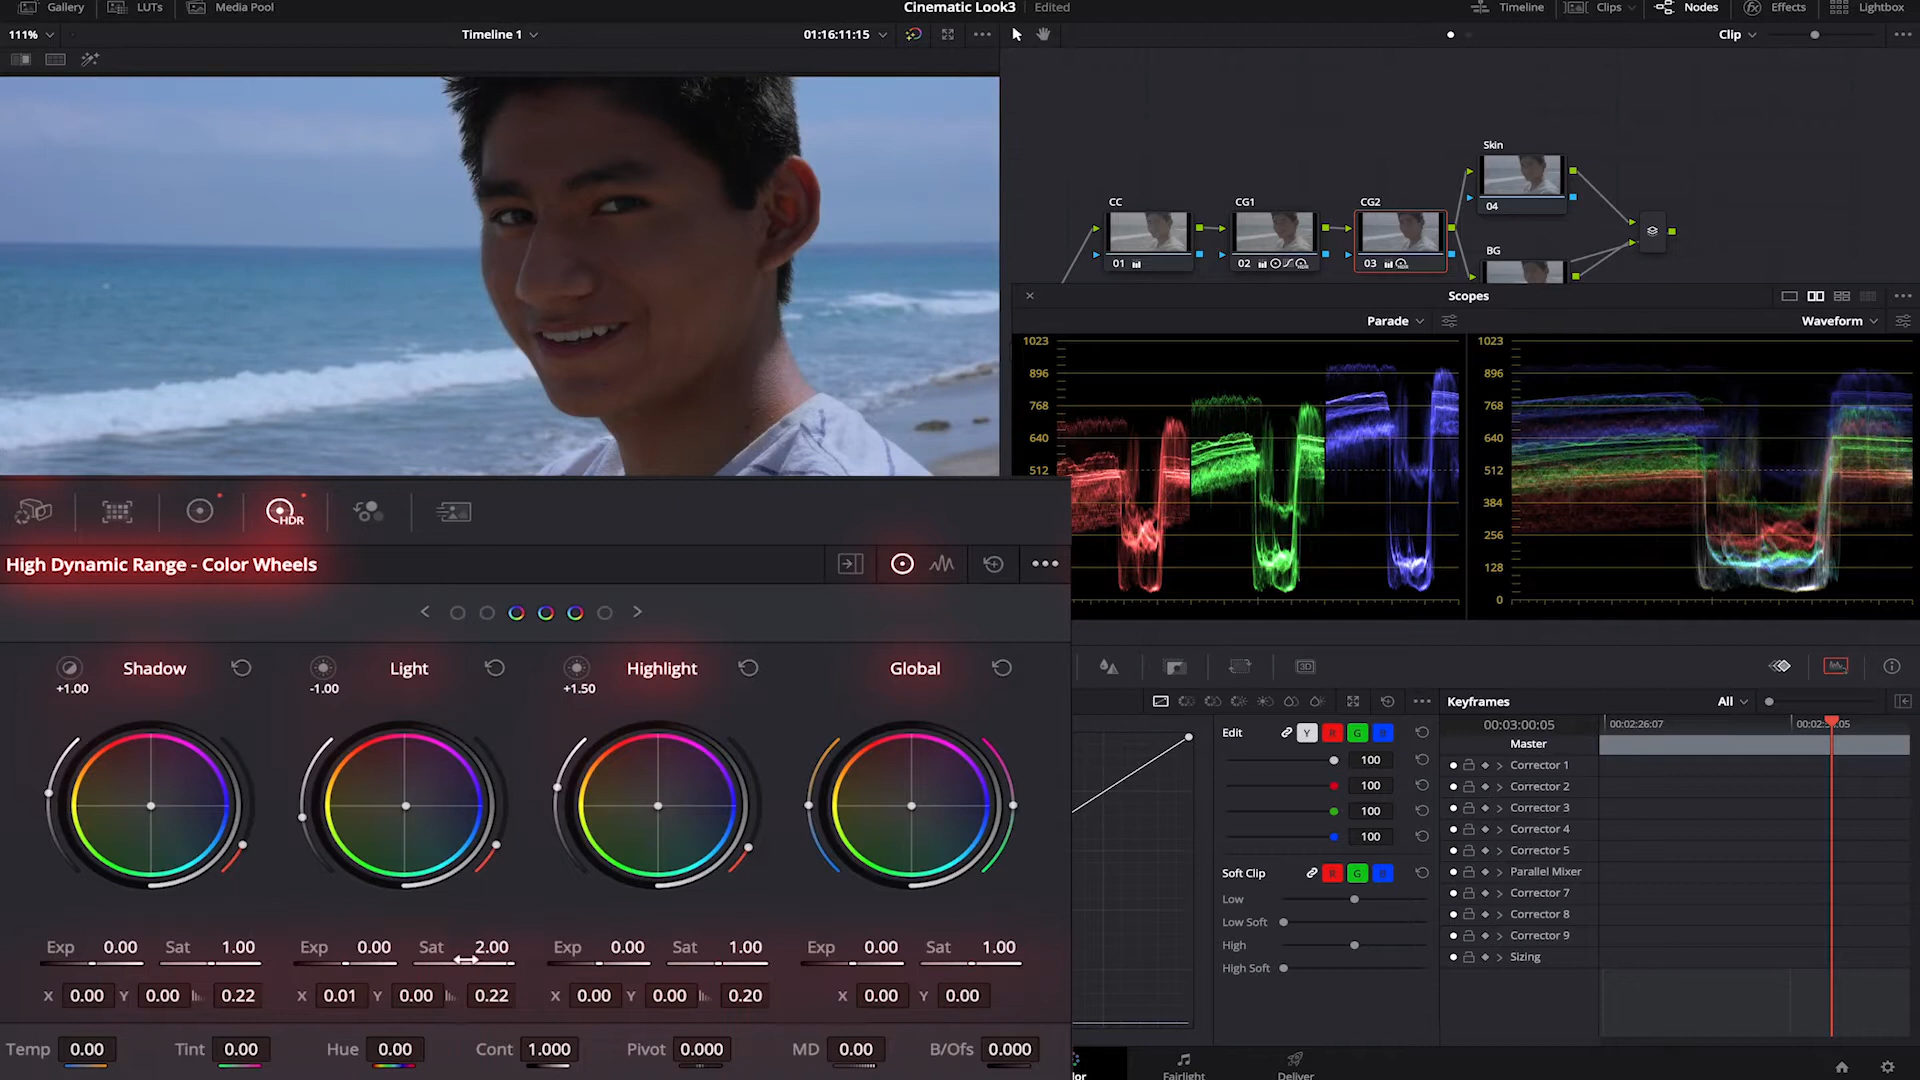 Gallery LUTs Media Pool Cinematic Look3 Edited Timeline Clips Nodes Effects Lightbox
111% Timeline 1 01:16:11:15 Clip
Skin
04
CC CG1 CG2
01 02 03
BG
Scopes
Parade Waveform
1023 1023
896 896
768 768
640 640
512 512
384
256
128
0
HDR
High Dynamic Range - Color Wheels
Shadow Light Highlight Global
+1.00 -1.00 +1.50
Exp 0.00 Sat 1.00 Exp 0.00 Sat 2.00 Exp 0.00 Sat 1.00 Exp 0.00 Sat 1.00
X 0.00 Y 0.00 0.22 X 0.01 Y 0.00 0.22 X 0.00 Y 0.00 0.20 X 0.00 Y 0.00
Temp 0.00 Tint 0.00 Hue 0.00 Cont 1.000 Pivot 0.000 MD 0.00 B/Ofs 0.000
3D
Edit Y R G B
100
100
100
100
Soft Clip R G B
Low
Low Soft
High
High Soft
Keyframes All
00:03:00:05 00:02:26:07
Master
Corrector 1
Corrector 2
Corrector 3
Corrector 4
Corrector 5
Parallel Mixer
Corrector 7
Corrector 8
Corrector 9
Sizing
Fairlight Deliver